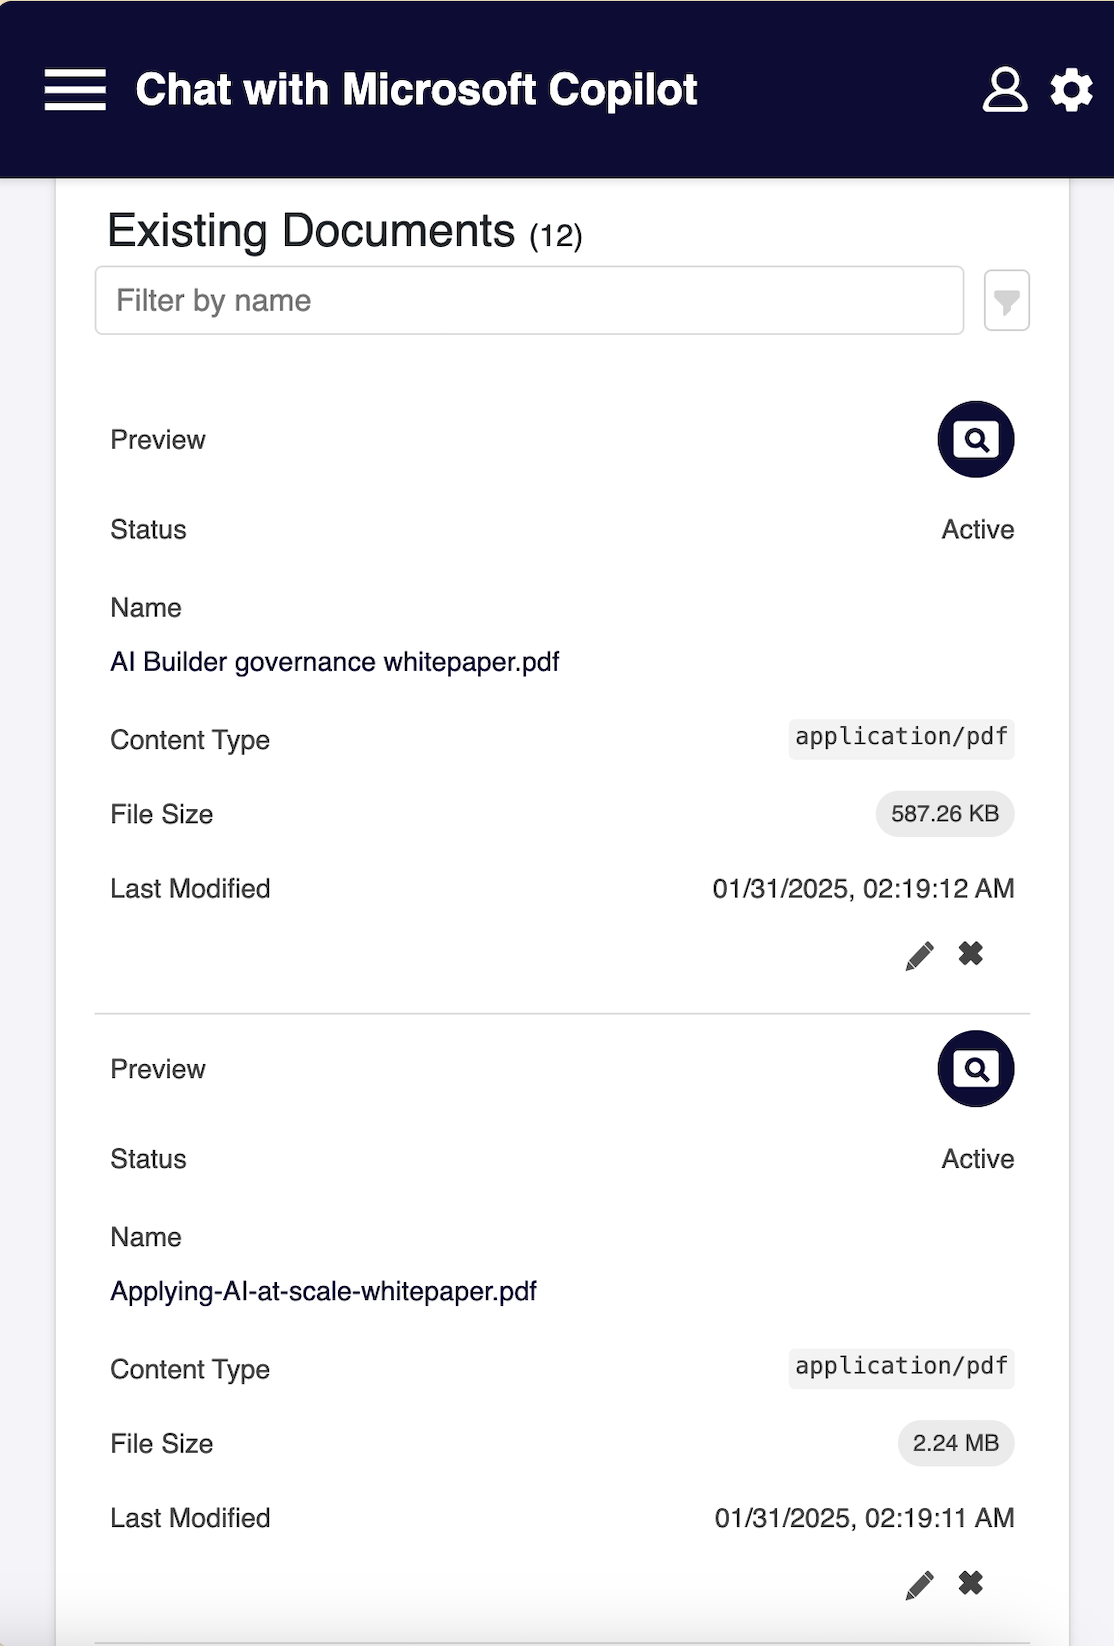 Chat with Microsoft Copilot
Existing Documents (12)
Filter by name
Preview
Status Active
Name
AI Builder governance whitepaper.pdf
Content Type application/pdf
File Size 587.26 KB
Last Modified 01/31/2025, 02:19:12 AM
Preview
Status Active
Name
Applying-AI-at-scale-whitepaper.pdf
Content Type application/pdf
File Size 2.24 MB
Last Modified 01/31/2025, 02:19:11 AM